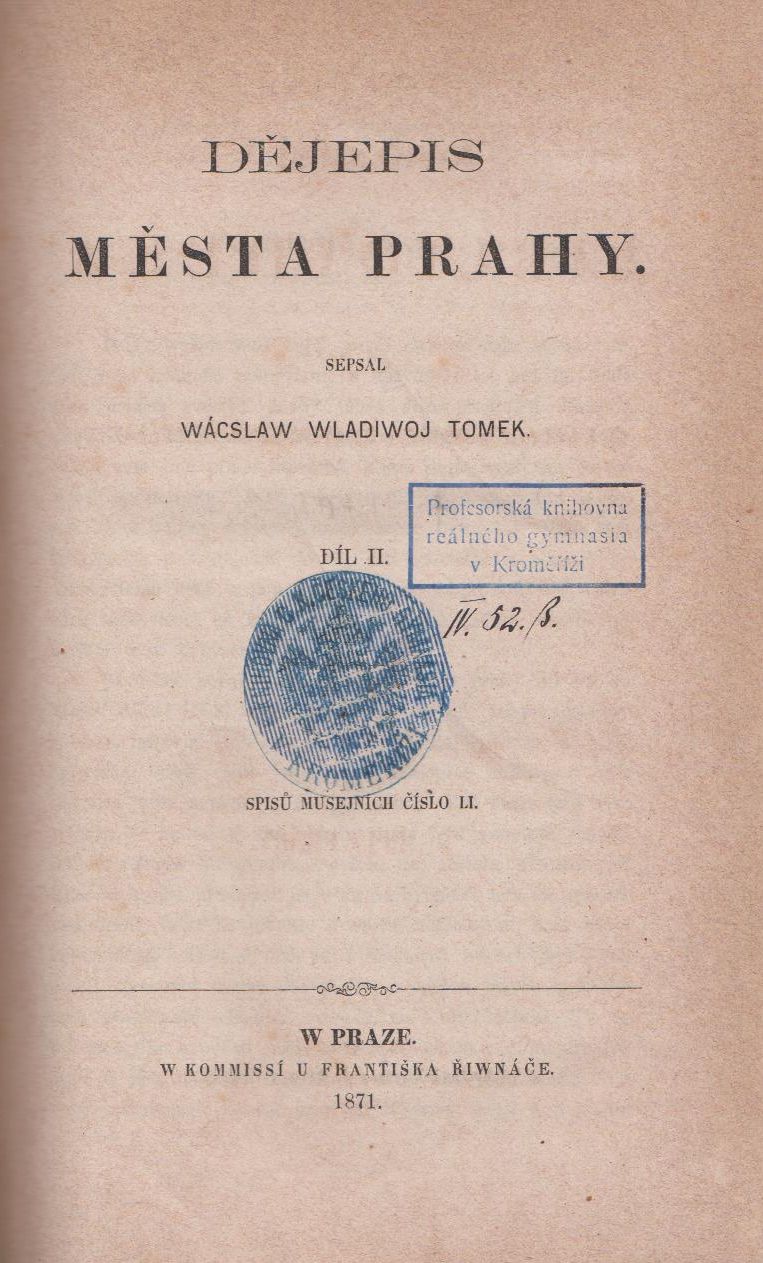 DĚJEPIS
MĚSTA PRAHY.
SEPSAL
WÁCSLAW WLADIWOJ TOMEK.
Profesorská knihovna
reálného gymnasia
v Kroměříži
DÍL II.
IV. 52. β.
KROMĚŘÍŽI
SPISŮ MUSEJNÍCH ČÍSLO LI.
W PRAZE.
W KOMMISSÍ U FRANTIŠKA ŘIWNÁČE.
1871.